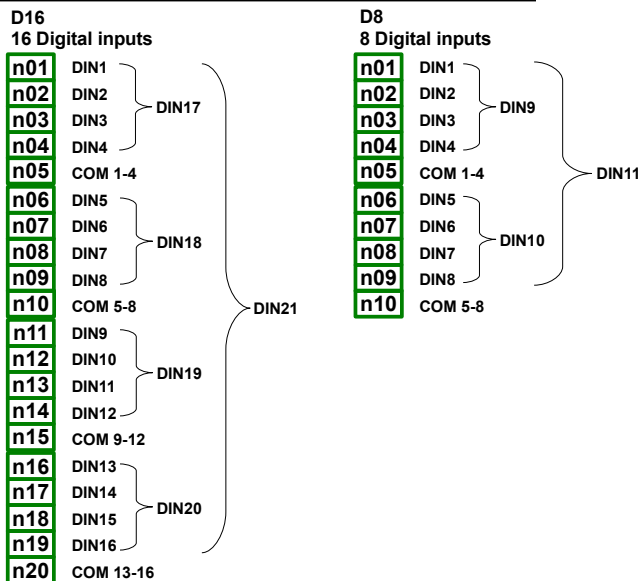 D16
16 Digital inputs
n01 DIN1
n02 DIN2
DIN17
n03 DIN3
n04 DIN4
n05 COM 1-4
n06 DIN5
n07 DIN6
DIN18
n08 DIN7
n09 DIN8
n10 COM 5-8
DIN21
n11 DIN9
n12 DIN10
DIN19
n13 DIN11
n14 DIN12
n15 COM 9-12
n16 DIN13
n17 DIN14
DIN20
n18 DIN15
n19 DIN16
n20 COM 13-16
D8
8 Digital inputs
n01 DIN1
n02 DIN2
DIN9
n03 DIN3
n04 DIN4
n05 COM 1-4
DIN11
n06 DIN5
n07 DIN6
DIN10
n08 DIN7
n09 DIN8
n10 COM 5-8